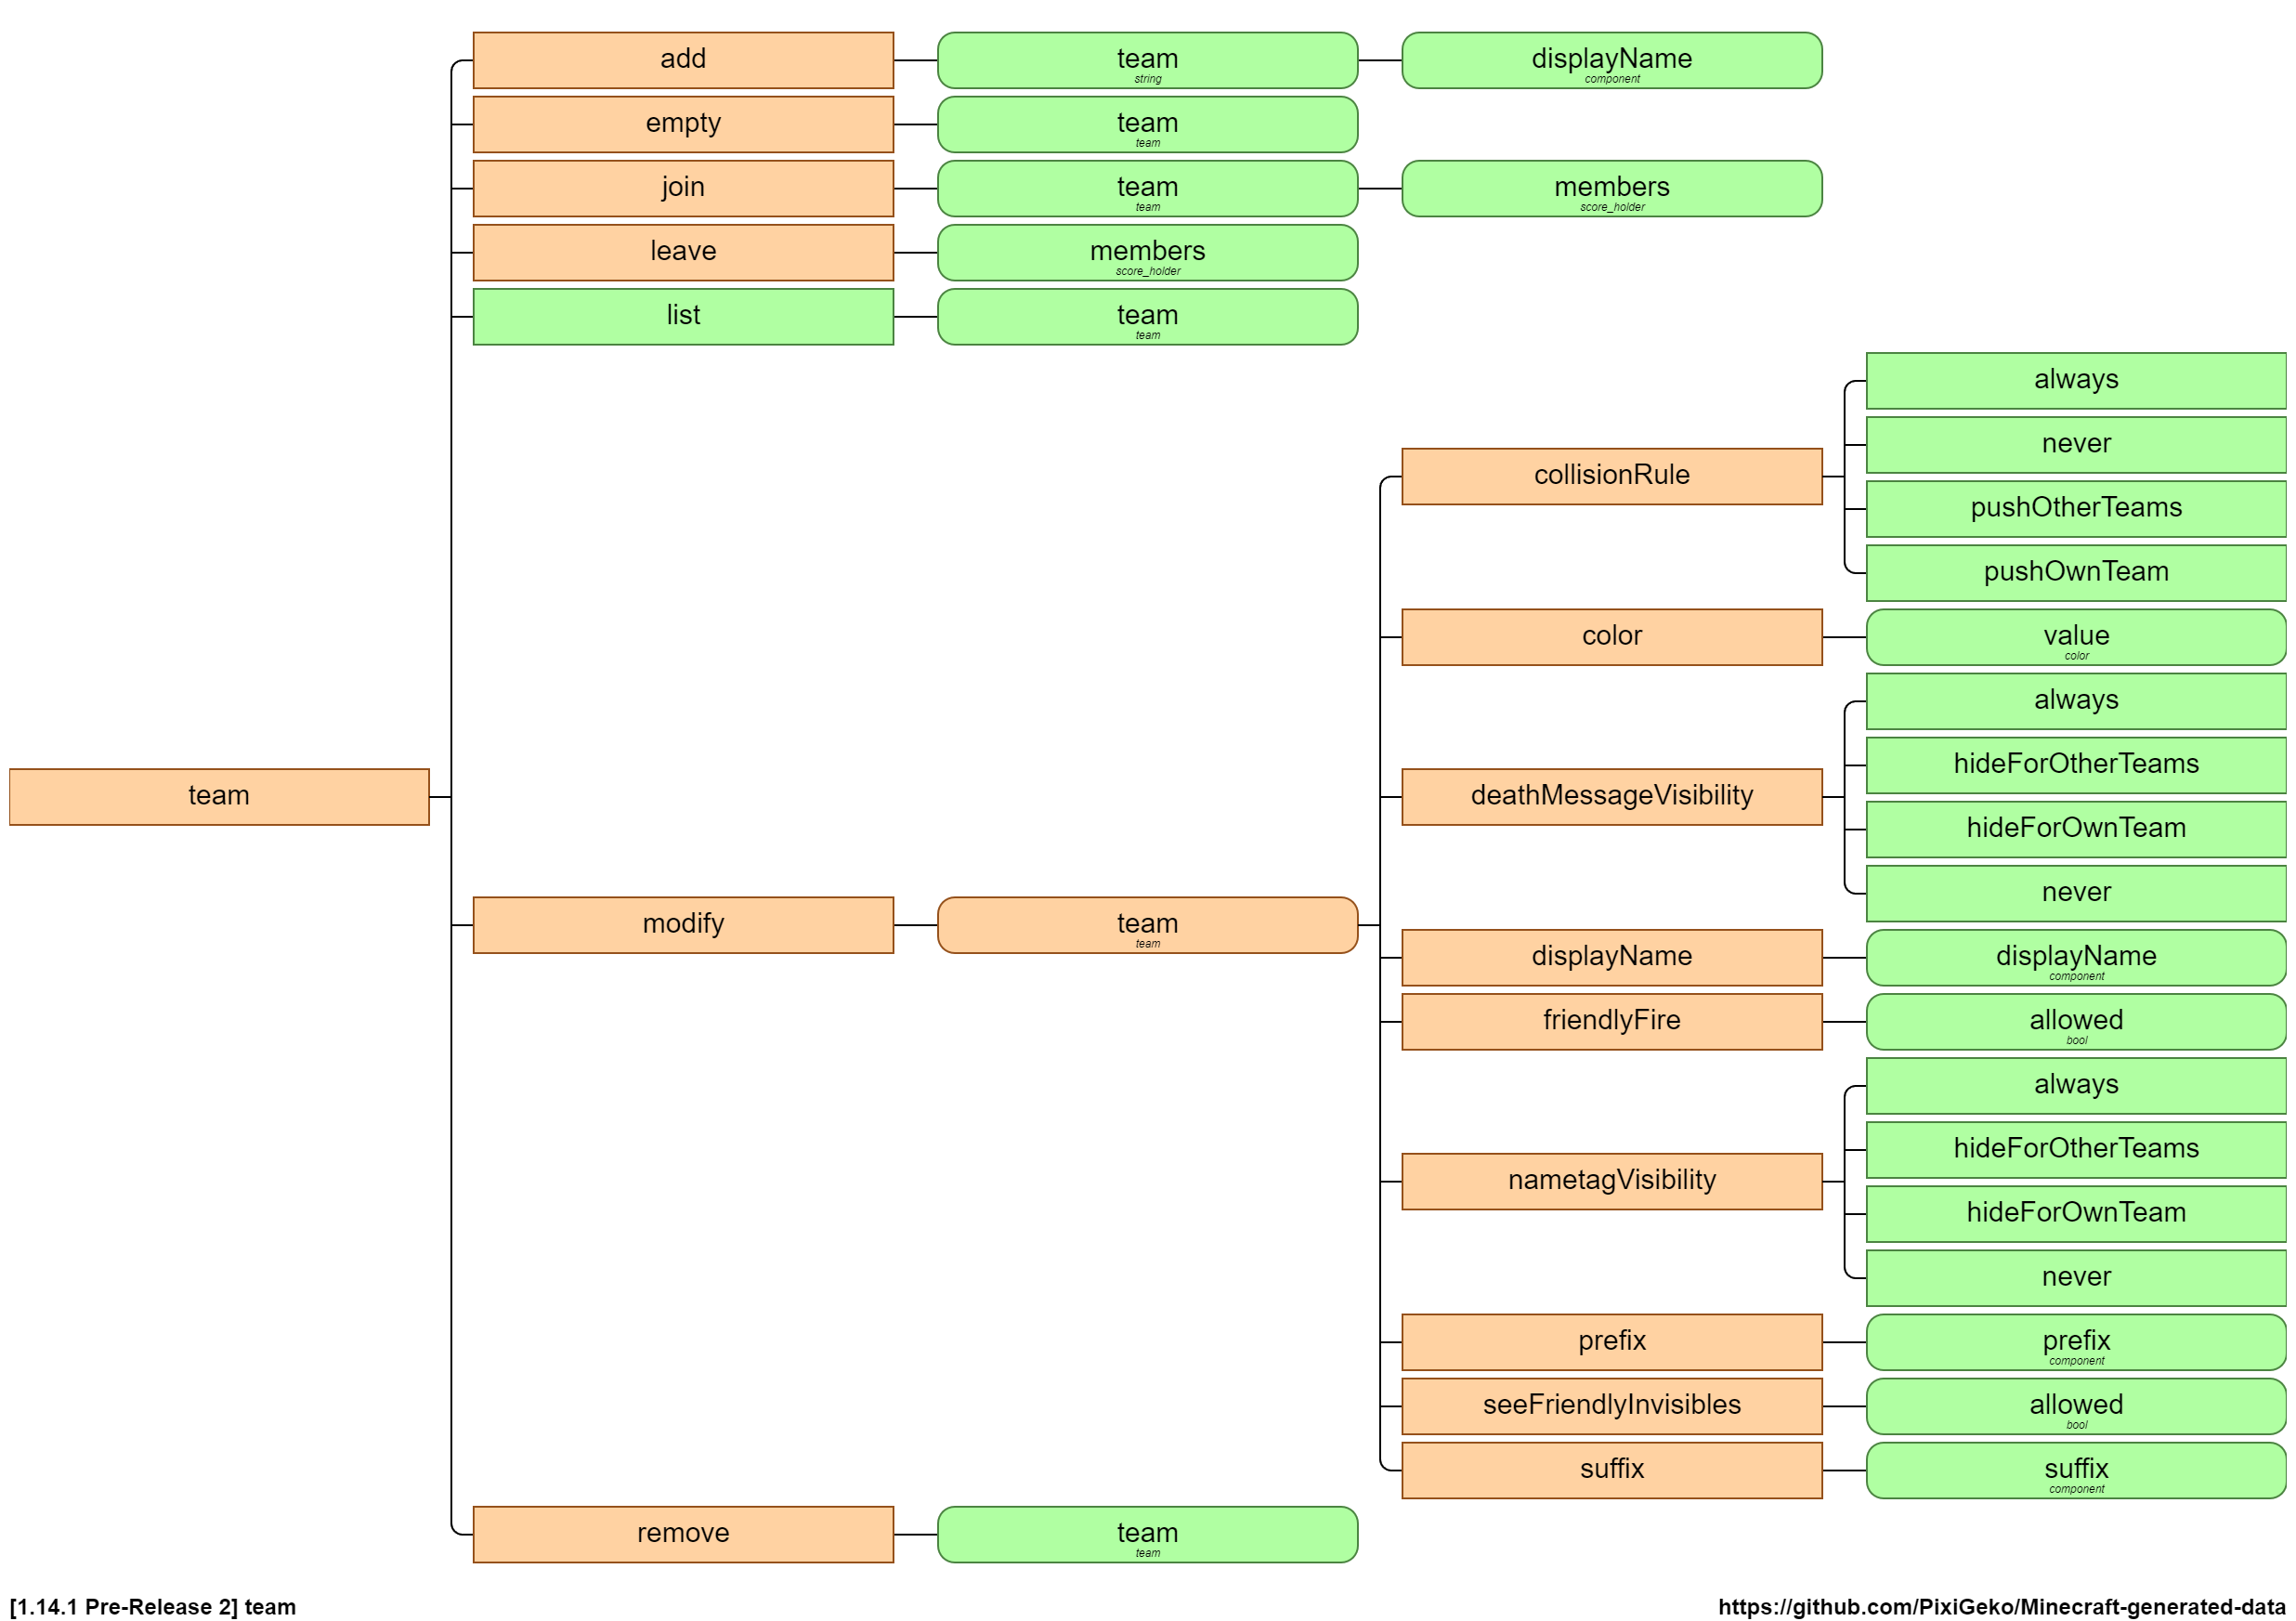 add
team
string
displayName
component
empty
team
team
join
team
team
members
score_holder
leave
members
score_holder
list
team
team
team
modify
team
team
collisionRule
always
never
pushOtherTeams
pushOwnTeam
color
value
color
deathMessageVisibility
always
hideForOtherTeams
hideForOwnTeam
never
displayName
displayName
component
friendlyFire
allowed
bool
nametagVisibility
always
hideForOtherTeams
hideForOwnTeam
never
prefix
prefix
component
seeFriendlyInvisibles
allowed
bool
suffix
suffix
component
remove
team
team
[1.14.1 Pre-Release 2] team
https://github.com/PixiGeko/Minecraft-generated-data